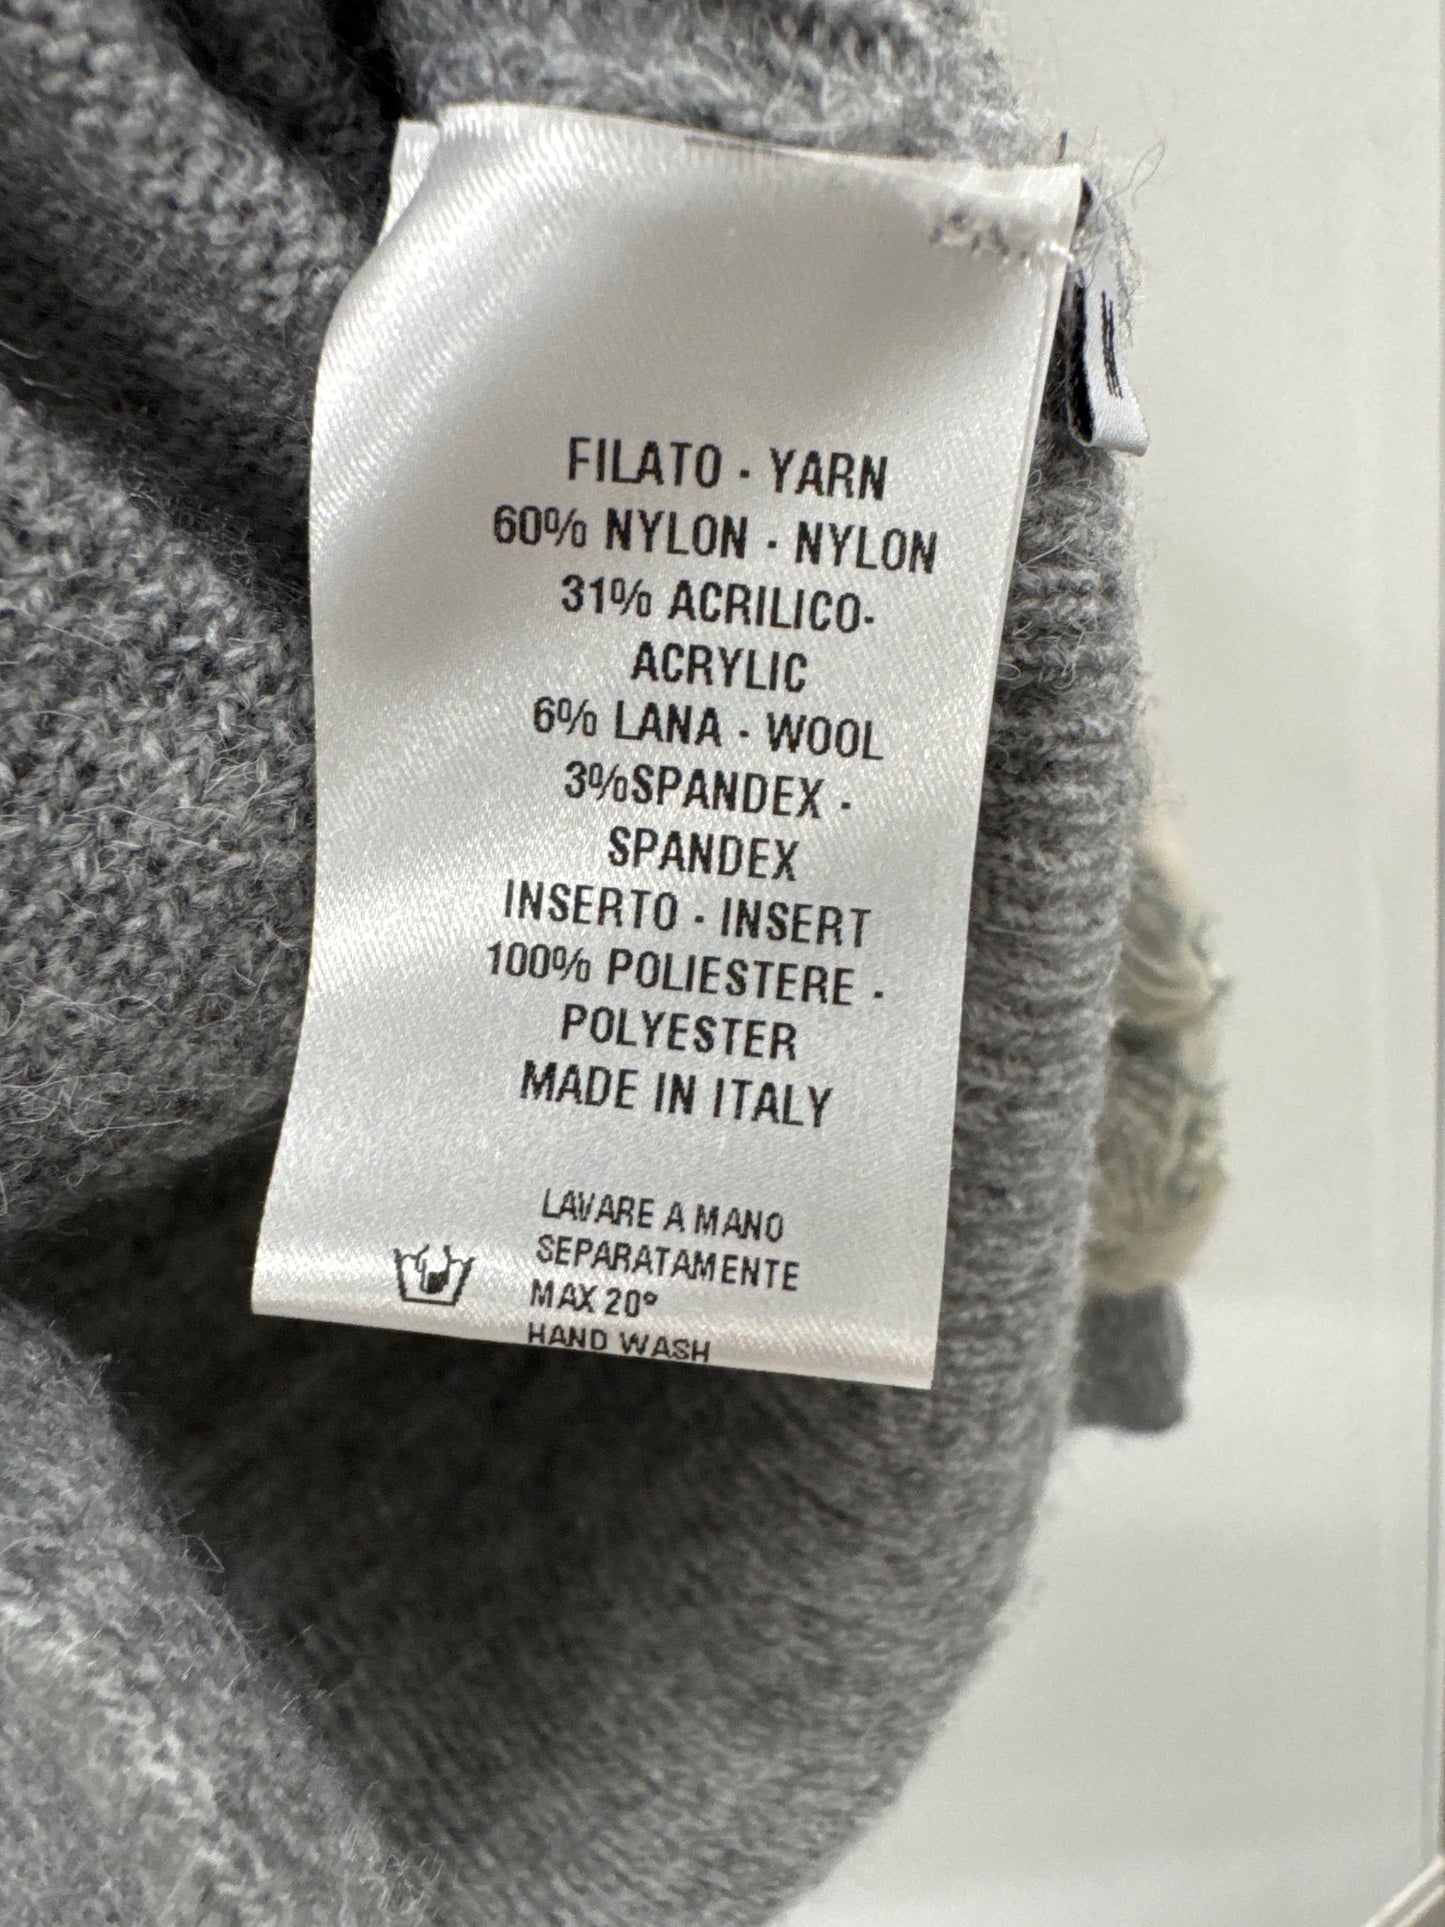 FILATO - YARN
60% NYLON - NYLON
31% ACRILICO-
ACRYLIC
6% LANA - WOOL
3%SPANDEX -
SPANDEX
INSERTO - INSERT
100% POLIESTERE -
POLYESTER
MADE IN ITALY
LAVARE A MANO
SEPARATAMENTE
MAX 20°
HAND WASH